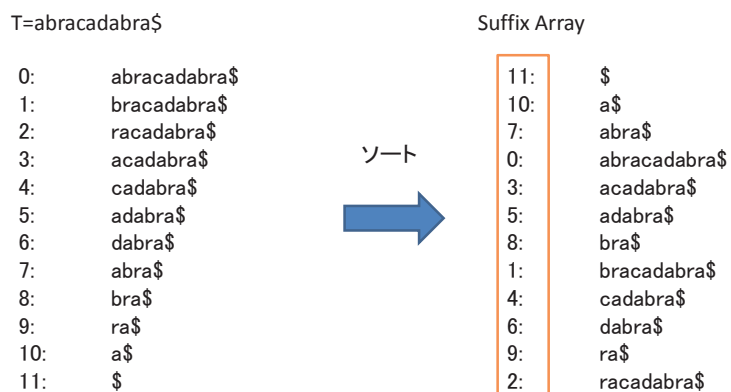 T=abracadabra$
0: abracadabra$
1: bracadabra$
2: racadabra$
3: acadabra$
4: cadabra$
5: adabra$
6: dabra$
7: abra$
8: bra$
9: ra$
10: a$
11: $
ソート
Suffix Array
11: $
10: a$
7: abra$
0: abracadabra$
3: acadabra$
5: adabra$
8: bra$
1: bracadabra$
4: cadabra$
6: dabra$
9: ra$
2: racadabra$